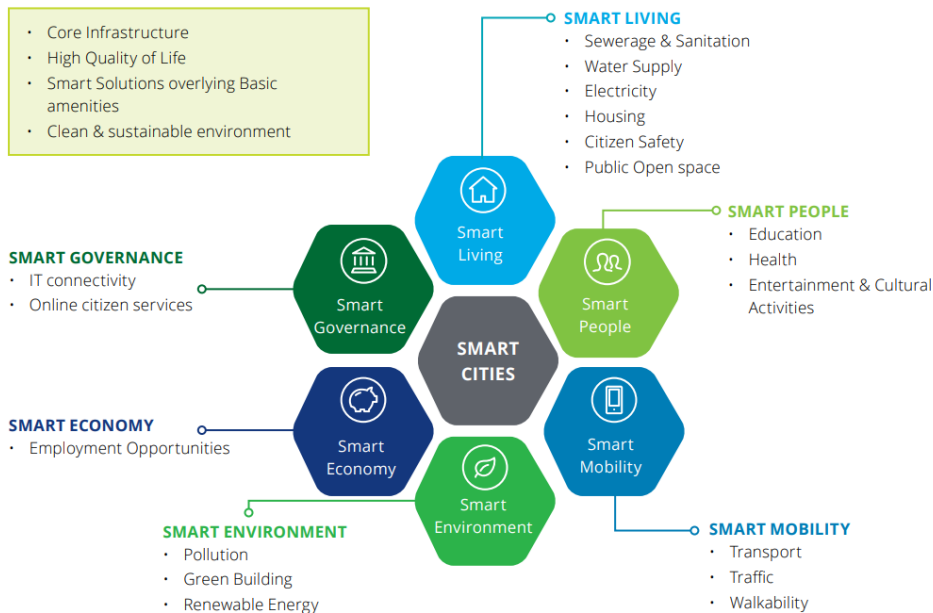 • Core Infrastructure
• High Quality of Life
• Smart Solutions overlying Basic
amenities
• Clean & sustainable environment
SMART LIVING
• Sewerage & Sanitation
• Water Supply
• Electricity
• Housing
• Citizen Safety
• Public Open space
SMART PEOPLE
• Education
• Health
• Entertainment & Cultural
Activities
SMART GOVERNANCE
• IT connectivity
• Online citizen services
Smart
Living
Smart
Governance
Smart
People
SMART
CITIES
SMART ECONOMY
• Employment Opportunities
Smart
Economy
Smart
Mobility
Smart
Environment
SMART ENVIRONMENT
• Pollution
• Green Building
• Renewable Energy
SMART MOBILITY
• Transport
• Traffic
• Walkability